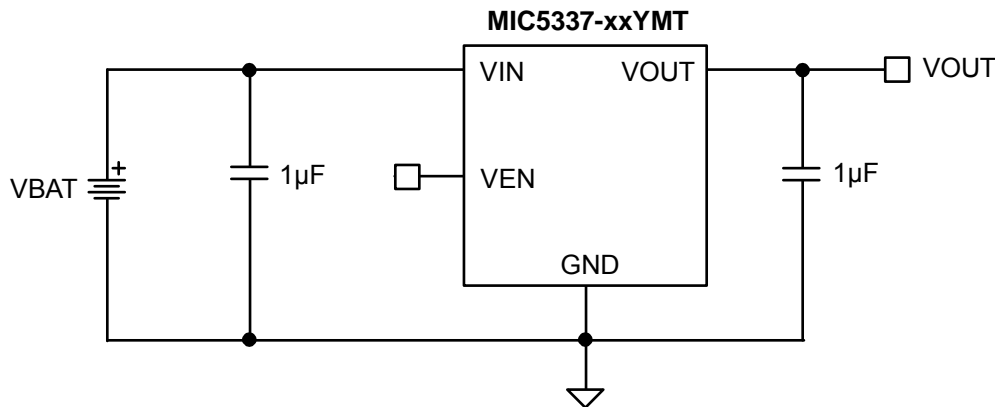 MIC5337-xxYMT
VIN
VOUT
VOUT
VBAT
+
1µF
VEN
1µF
GND